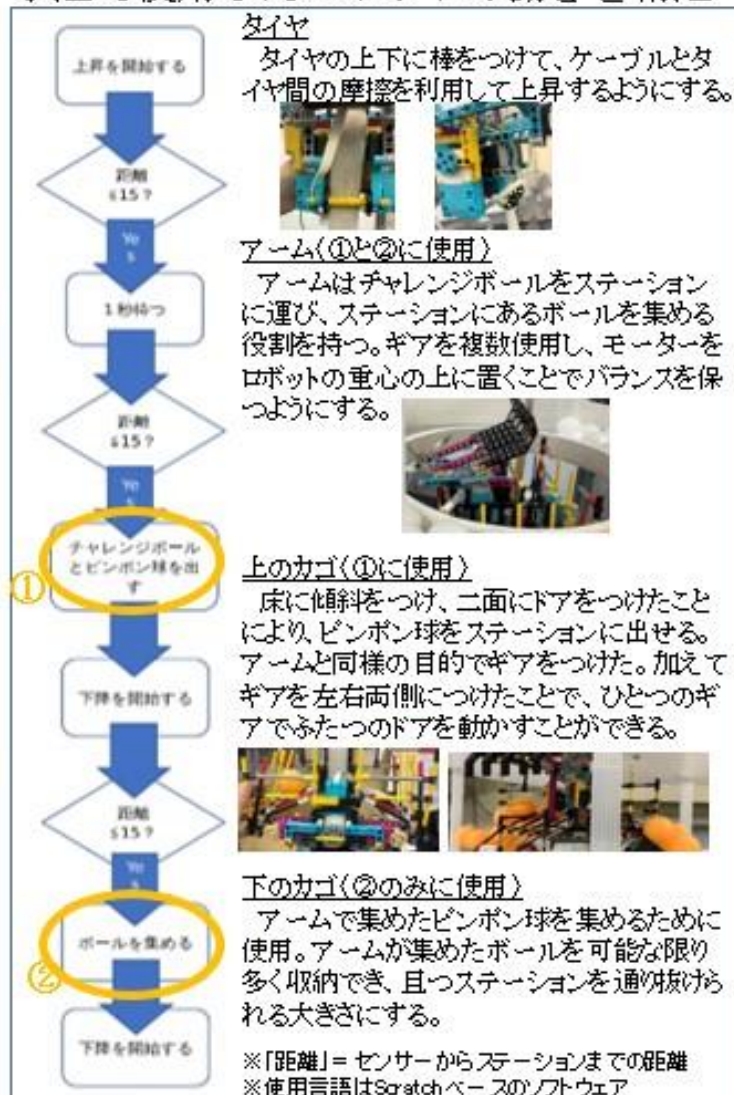 上昇を開始する
距離
≦15？
Ye
s
1秒待つ
距離
≦15？
Ye
s
チャレンジボール
とピンポン球を出
す
①
下降を開始する
距離
≦15？
Ye
s
ボールを集める
②
下降を開始する
タイヤ
タイヤの上下に棒をつけて、ケーブルとタ
イヤ間の摩擦を利用して上昇するようにする。
アーム(①と②に使用)
アームはチャレンジボールをステーション
に運び、ステーションにあるボールを集める
役割を持つ。ギアを複数使用し、モーターを
ロボットの重心の上に置くことでバランスを保
つようにする。
上のカゴ(①に使用)
床に傾斜をつけ、二面にドアをつけたこと
により、ピンポン球をステーションに出せる。
アームと同様の目的でギアをつけた。加えて
ギアを左右両側につけたことで、ひとつのギ
アでふたつのドアを動かすことができる。
下のカゴ(②のみに使用)
アームで集めたピンポン球を集めるために
使用。アームが集めたボールを可能な限り
多く収納でき、且つステーションを通り抜けら
れる大きさにする。
※「距離」= センサーからステーションまでの距離
※使用言語はScratchベースのソフトウェア